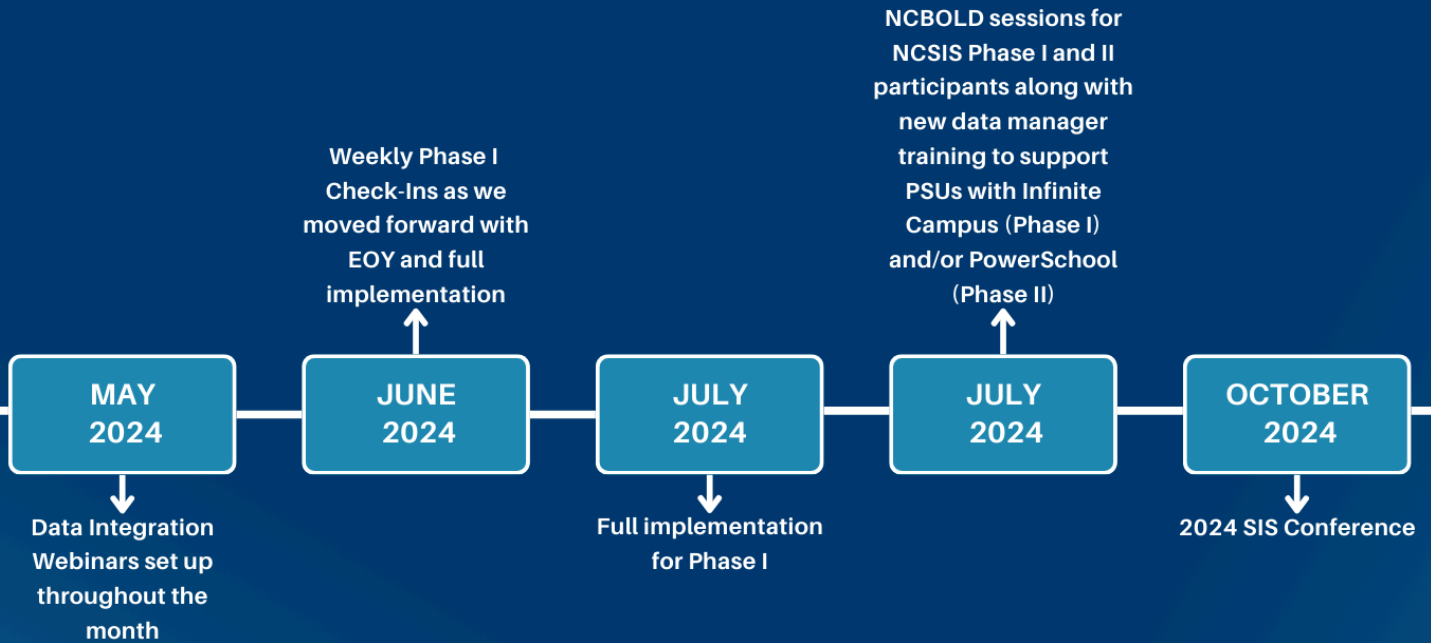 MAY
2024
Data Integration
Webinars set up
throughout the
month
Weekly Phase I
Check-Ins as we
moved forward with
EOY and full
implementation
JUNE
2024
JULY
2024
Full implementation
for Phase I
NCBOLD sessions for
NCSIS Phase I and II
participants along with
new data manager
training to support
PSUs with Infinite
Campus (Phase I)
and/or PowerSchool
(Phase II)
JULY
2024
OCTOBER
2024
2024 SIS Conference